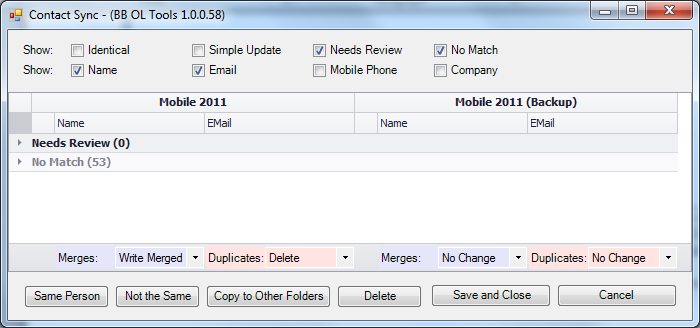 Contact Sync - (BB OL Tools 1.0.0.58)
Show: Identical Simple Update Needs Review No Match
Show: Name Email Mobile Phone Company
Mobile 2011 Mobile 2011 (Backup)
Name EMail Name EMail
Needs Review (0)
No Match (53)
Merges: Write Merged Duplicates: Delete Merges: No Change Duplicates: No Change
Same Person Not the Same Copy to Other Folders Delete Save and Close Cancel